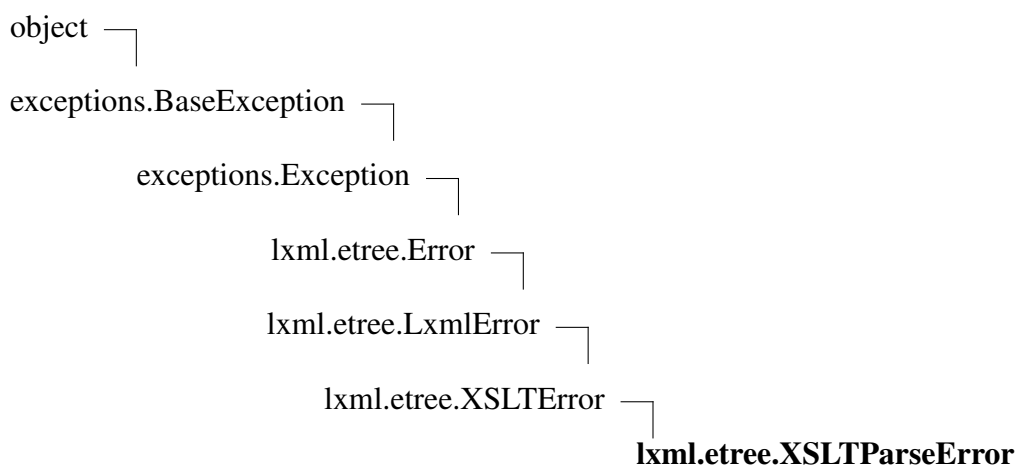 object
exceptions.BaseException
exceptions.Exception
lxml.etree.Error
lxml.etree.LxmlError
lxml.etree.XSLTError
lxml.etree.XSLTParseError